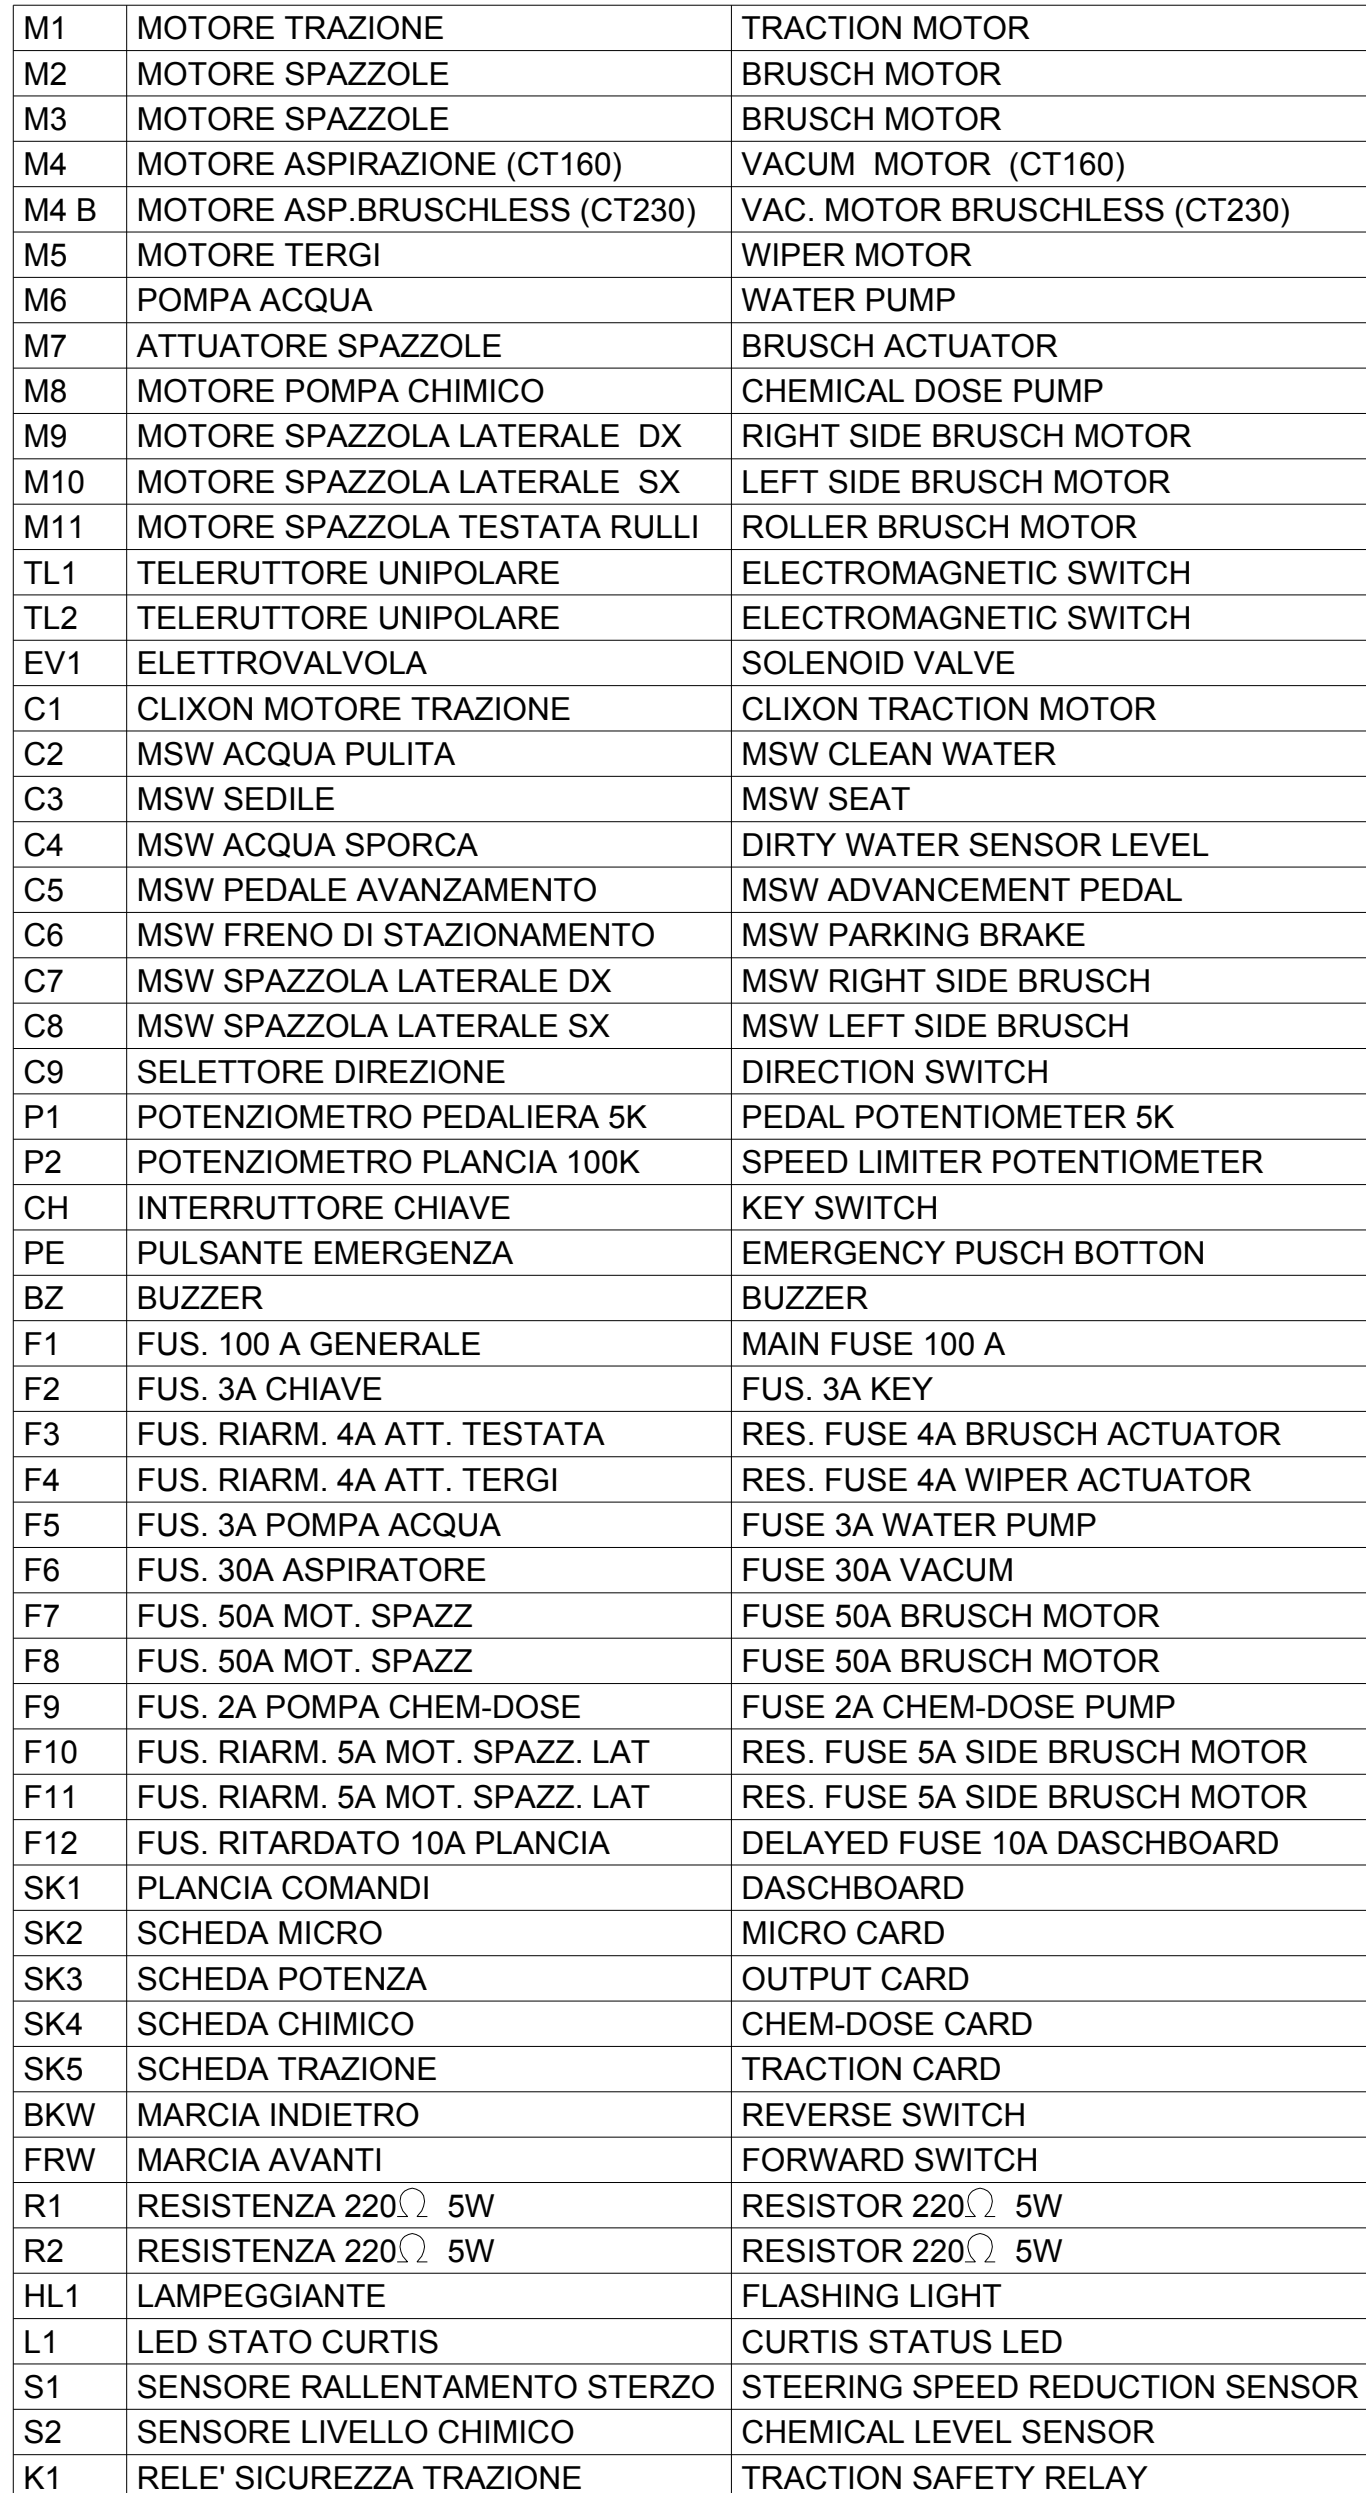 M1 MOTORE TRAZIONE TRACTION MOTOR
M2 MOTORE SPAZZOLE BRUSCH MOTOR
M3 MOTORE SPAZZOLE BRUSCH MOTOR
M4 MOTORE ASPIRAZIONE (CT160) VACUM MOTOR (CT160)
M4 B MOTORE ASP.BRUSCHLESS (CT230) VAC. MOTOR BRUSCHLESS (CT230)
M5 MOTORE TERGI WIPER MOTOR
M6 POMPA ACQUA WATER PUMP
M7 ATTUATORE SPAZZOLE BRUSCH ACTUATOR
M8 MOTORE POMPA CHIMICO CHEMICAL DOSE PUMP
M9 MOTORE SPAZZOLA LATERALE DX RIGHT SIDE BRUSCH MOTOR
M10 MOTORE SPAZZOLA LATERALE SX LEFT SIDE BRUSCH MOTOR
M11 MOTORE SPAZZOLA TESTATA RULLI ROLLER BRUSCH MOTOR
TL1 TELERUTTORE UNIPOLARE ELECTROMAGNETIC SWITCH
TL2 TELERUTTORE UNIPOLARE ELECTROMAGNETIC SWITCH
EV1 ELETTROVALVOLA SOLENOID VALVE
C1 CLIXON MOTORE TRAZIONE CLIXON TRACTION MOTOR
C2 MSW ACQUA PULITA MSW CLEAN WATER
C3 MSW SEDILE MSW SEAT
C4 MSW ACQUA SPORCA DIRTY WATER SENSOR LEVEL
C5 MSW PEDALE AVANZAMENTO MSW ADVANCEMENT PEDAL
C6 MSW FRENO DI STAZIONAMENTO MSW PARKING BRAKE
C7 MSW SPAZZOLA LATERALE DX MSW RIGHT SIDE BRUSCH
C8 MSW SPAZZOLA LATERALE SX MSW LEFT SIDE BRUSCH
C9 SELETTORE DIREZIONE DIRECTION SWITCH
P1 POTENZIOMETRO PEDALIERA 5K PEDAL POTENTIOMETER 5K
P2 POTENZIOMETRO PLANCIA 100K SPEED LIMITER POTENTIOMETER
CH INTERRUTTORE CHIAVE KEY SWITCH
PE PULSANTE EMERGENZA EMERGENCY PUSCH BOTTON
BZ BUZZER BUZZER
F1 FUS. 100 A GENERALE MAIN FUSE 100 A
F2 FUS. 3A CHIAVE FUS. 3A KEY
F3 FUS. RIARM. 4A ATT. TESTATA RES. FUSE 4A BRUSCH ACTUATOR
F4 FUS. RIARM. 4A ATT. TERGI RES. FUSE 4A WIPER ACTUATOR
F5 FUS. 3A POMPA ACQUA FUSE 3A WATER PUMP
F6 FUS. 30A ASPIRATORE FUSE 30A VACUM
F7 FUS. 50A MOT. SPAZZ FUSE 50A BRUSCH MOTOR
F8 FUS. 50A MOT. SPAZZ FUSE 50A BRUSCH MOTOR
F9 FUS. 2A POMPA CHEM-DOSE FUSE 2A CHEM-DOSE PUMP
F10 FUS. RIARM. 5A MOT. SPAZZ. LAT RES. FUSE 5A SIDE BRUSCH MOTOR
F11 FUS. RIARM. 5A MOT. SPAZZ. LAT RES. FUSE 5A SIDE BRUSCH MOTOR
F12 FUS. RITARDATO 10A PLANCIA DELAYED FUSE 10A DASCHBOARD
SK1 PLANCIA COMANDI DASCHBOARD
SK2 SCHEDA MICRO MICRO CARD
SK3 SCHEDA POTENZA OUTPUT CARD
SK4 SCHEDA CHIMICO CHEM-DOSE CARD
SK5 SCHEDA TRAZIONE TRACTION CARD
BKW MARCIA INDIETRO REVERSE SWITCH
FRW MARCIA AVANTI FORWARD SWITCH
R1 RESISTENZA 220Ω 5W RESISTOR 220Ω 5W
R2 RESISTENZA 220Ω 5W RESISTOR 220Ω 5W
HL1 LAMPEGGIANTE FLASHING LIGHT
L1 LED STATO CURTIS CURTIS STATUS LED
S1 SENSORE RALLENTAMENTO STERZO STEERING SPEED REDUCTION SENSOR
S2 SENSORE LIVELLO CHIMICO CHEMICAL LEVEL SENSOR
K1 RELE' SICUREZZA TRAZIONE TRACTION SAFETY RELAY